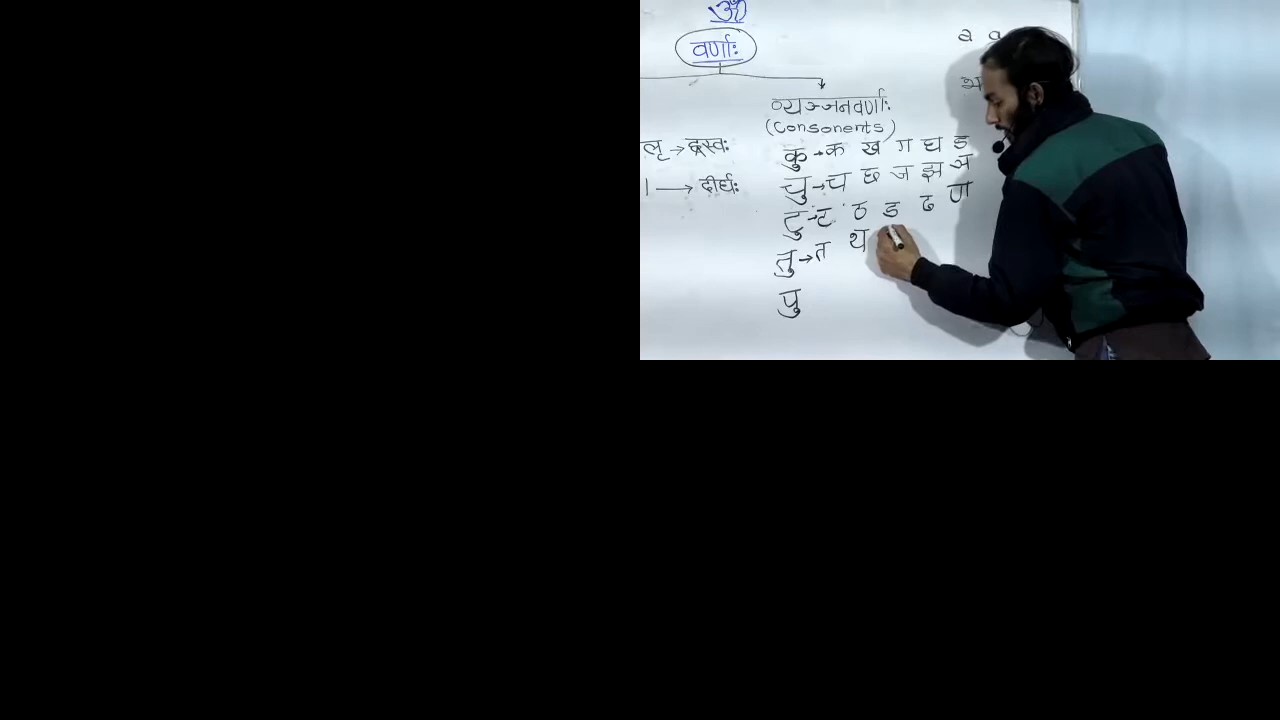 ॐ
वर्णाः
a a
व्यञ्जनवर्णाः
(Consonents)
लृ → ह्रस्वः
। → दीर्घः
कु → क ख ग घ ङ
चु → च छ ज झ ञ
टु → ट ठ ड ढ ण
तु → त थ
पु